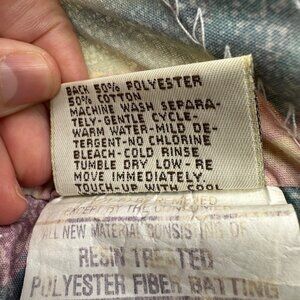 BACK 50% POLYESTER
50% COTTON
MACHINE WASH SEPARA-
TELY-GENTLE CYCLE-
WARM WATER-MILD DE-
TERGENT-NO CHLORINE
BLEACH-COLD RINSE
TUMBLE DRY LOW-RE
MOVE IMMEDIATELY.
TOUCH-UP WITH COOL
ALL NEW MATERIAL CONSISTING OF
RESIN TREATED
POLYESTER FIBER BATTING